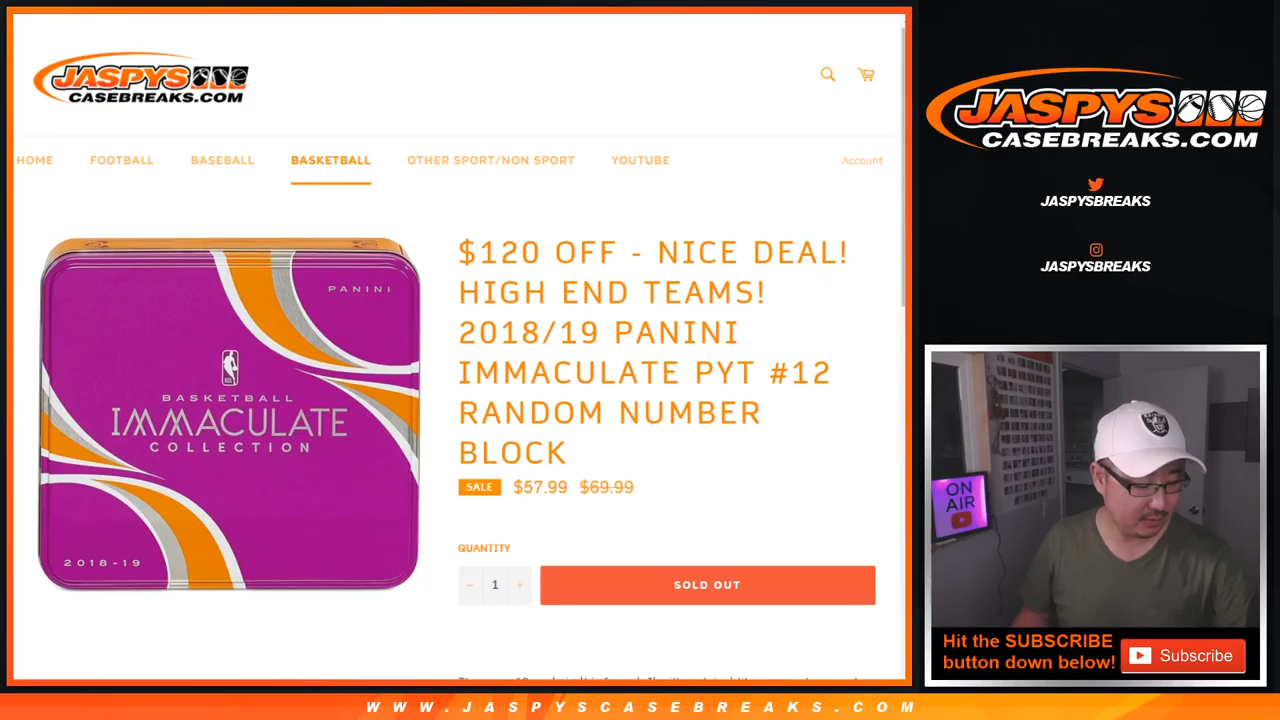 JASPYS
CASEBREAKS.COM
HOME
FOOTBALL
BASEBALL
BASKETBALL
OTHER SPORT/NON SPORT
YOUTUBE
Account
PANINI
NBA
BASKETBALL
IMMACULATE
COLLECTION
2018-19
$120 OFF - NICE DEAL!
HIGH END TEAMS!
2018/19 PANINI
IMMACULATE PYT #12
RANDOM NUMBER
BLOCK
SALE $57.99 $69.99
QUANTITY
− 1 +
SOLD OUT
JASPYS
CASEBREAKS.COM
JASPYSBREAKS
JASPYSBREAKS
ON
AIR
RAIDERS
Hit the SUBSCRIBE
button down below!
Subscribe
WWW.JASPYSCASEBREAKS.COM